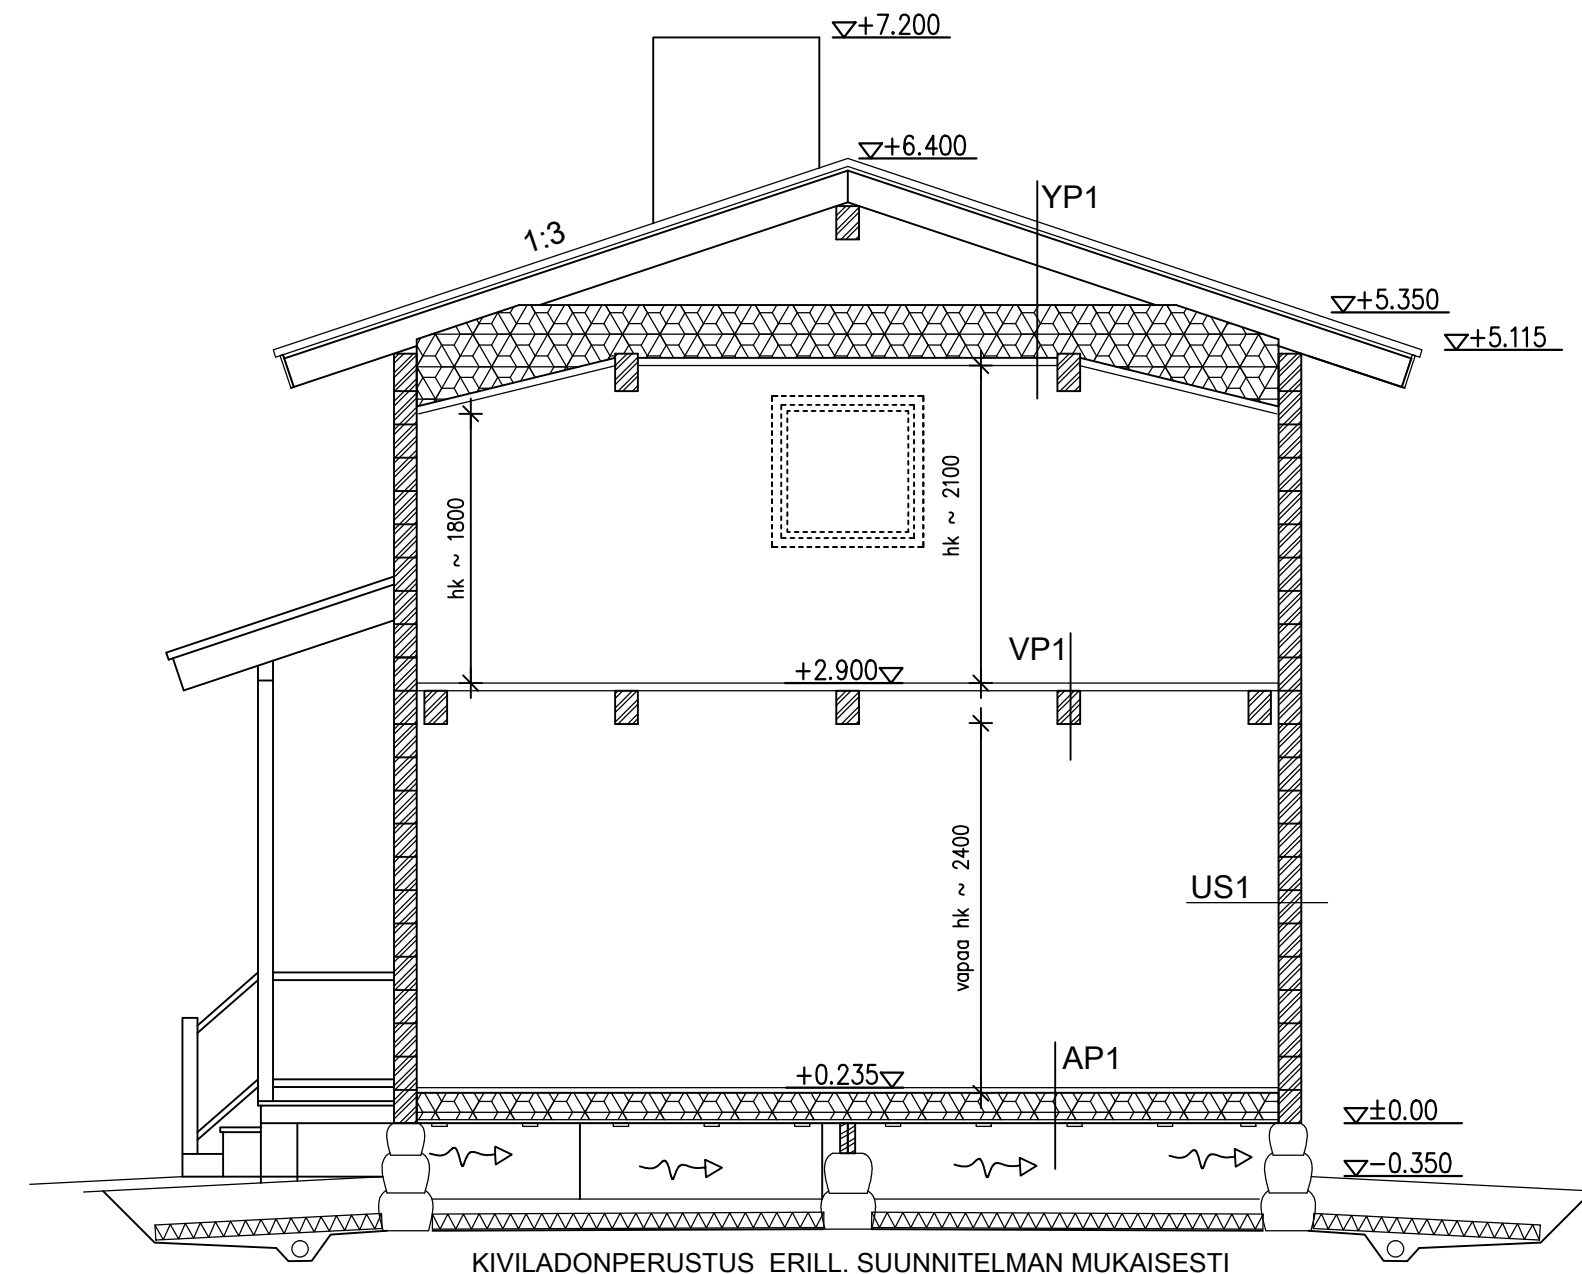 +7.200
+6.400
YP1
1:3
+5.350
+5.115
hk ~ 1800
hk ~ 2100
VP1
+2.900
US1
vapaa hk ~ 2400
AP1
+0.235
±0.00
-0.350
KIVILADONPERUSTUS ERILL. SUUNNITELMAN MUKAISESTI